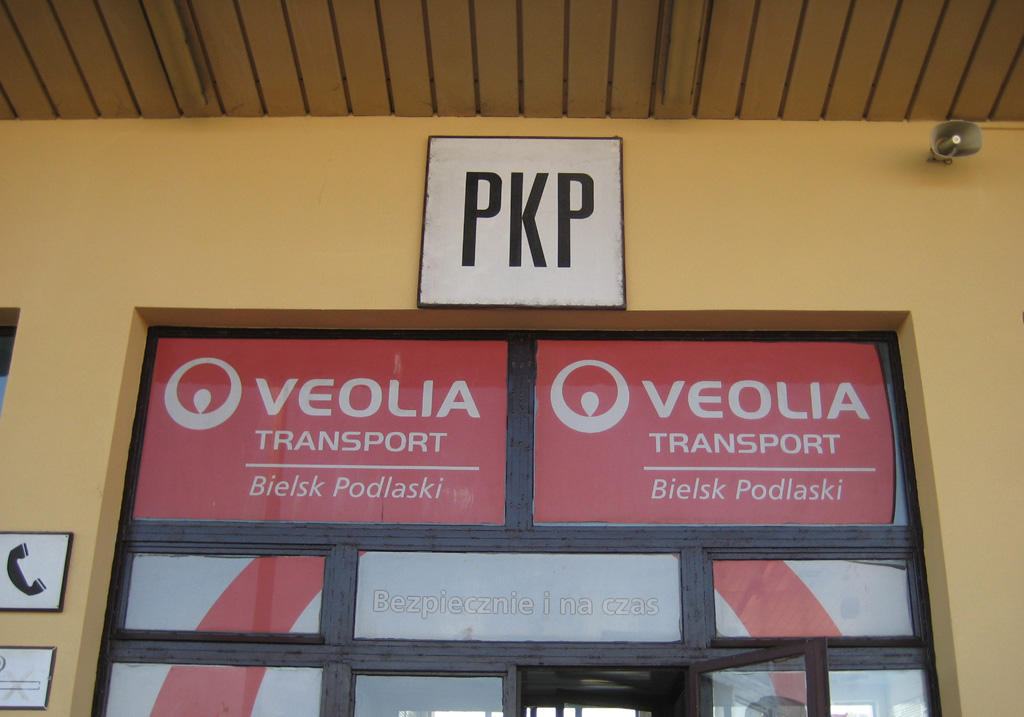 PKP
VEOLIA
TRANSPORT
Bielsk Podlaski
VEOLIA
TRANSPORT
Bielsk Podlaski
Bezpiecznie i na czas